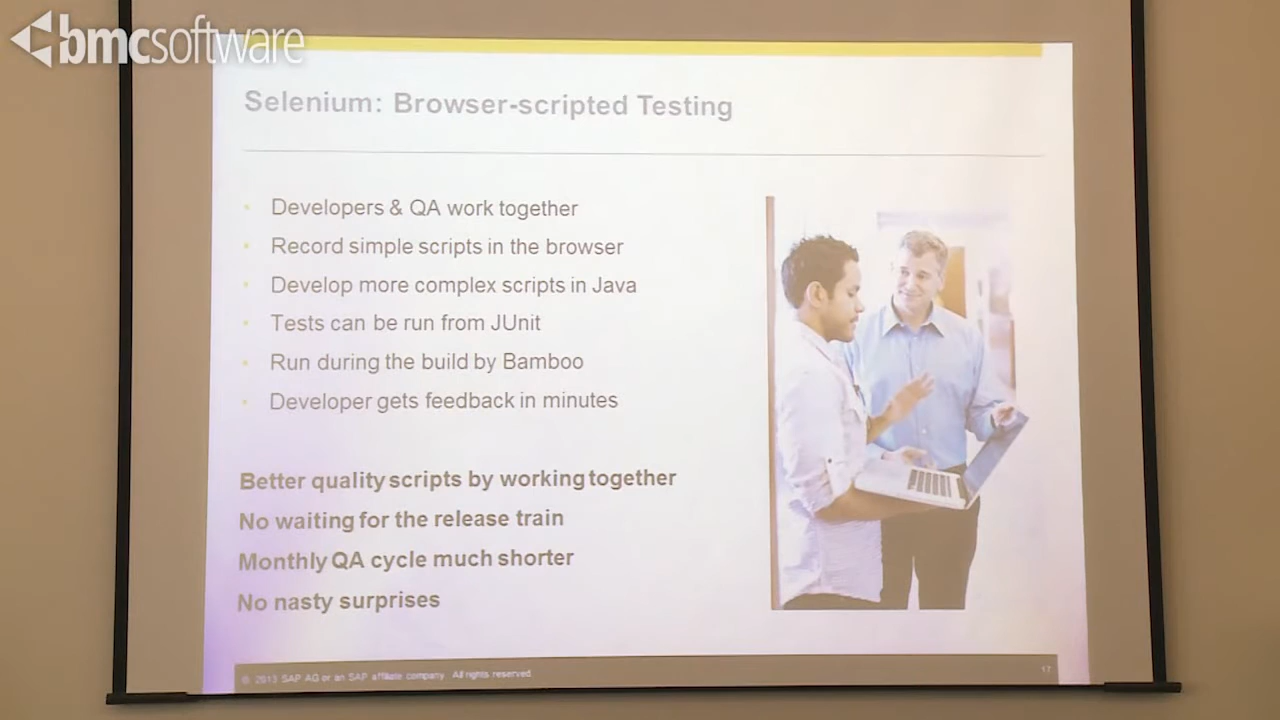 bmcsoftware
Selenium: Browser-scripted Testing
Developers & QA work together
Record simple scripts in the browser
Develop more complex scripts in Java
Tests can be run from JUnit
Run during the build by Bamboo
Developer gets feedback in minutes
Better quality scripts by working together
No waiting for the release train
Monthly QA cycle much shorter
No nasty surprises
© 2013 SAP AG or an SAP affiliate company. All rights reserved.
17